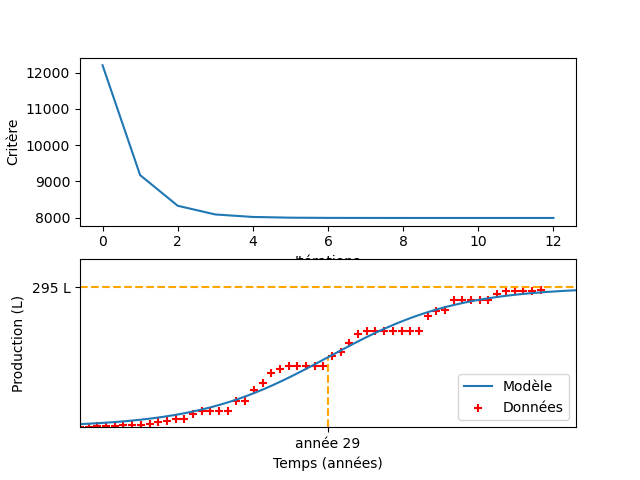 12000
11000
10000
9000
8000
Critère
0 2 4 6 8 10 12
Itérations
295 L
Production (L)
Modèle
Données
année 29
Temps (années)